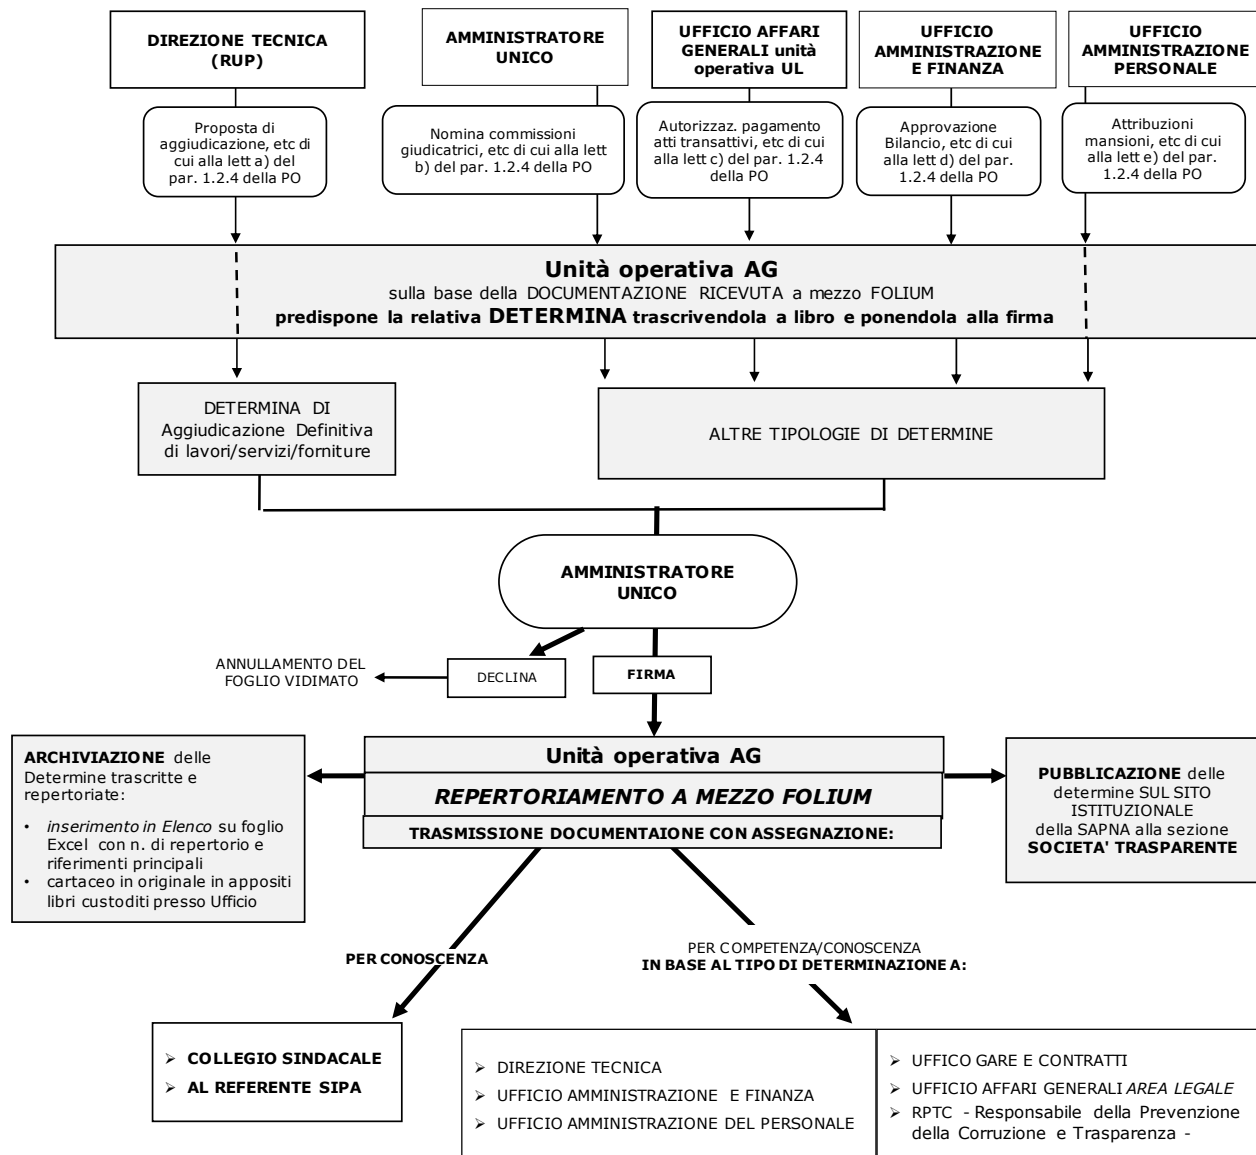 DIREZIONE TECNICA
(RUP)
AMMINISTRATORE
UNICO
UFFICIO AFFARI
GENERALI unità
operativa UL
UFFICIO
AMMINISTRAZIONE
E FINANZA
UFFICIO
AMMINISTRAZIONE
PERSONALE
Proposta di
aggiudicazione, etc di
cui alla lett a) del
par. 1.2.4 della PO
Nomina commissioni
giudicatrici, etc di cui alla lett
b) del par. 1.2.4 della PO
Autorizzaz. pagamento
atti transattivi, etc di cui
alla lett c) del par. 1.2.4
della PO
Approvazione
Bilancio, etc di cui
alla lett d) del par.
1.2.4 della PO
Attribuzioni
mansioni, etc di cui
alla lett e) del par.
1.2.4 della PO
Unità operativa AG
sulla base della DOCUMENTAZIONE RICEVUTA a mezzo FOLIUM
predispone la relativa DETERMINA trascrivendola a libro e ponendola alla firma
DETERMINA DI
Aggiudicazione Definitiva
di lavori/servizi/forniture
ALTRE TIPOLOGIE DI DETERMINE
AMMINISTRATORE
UNICO
ANNULLAMENTO DEL
FOGLIO VIDIMATO
DECLINA
FIRMA
ARCHIVIAZIONE delle
Determine trascritte e
repertoriate:
• inserimento in Elenco su foglio
Excel con n. di repertorio e
riferimenti principali
• cartaceo in originale in appositi
libri custoditi presso Ufficio
Unità operativa AG
REPERTORIAMENTO A MEZZO FOLIUM
TRASMISSIONE DOCUMENTAIONE CON ASSEGNAZIONE:
PUBBLICAZIONE delle
determine SUL SITO
ISTITUZIONALE
della SAPNA alla sezione
SOCIETA' TRASPARENTE
PER CONOSCENZA
PER COMPETENZA/CONOSCENZA
IN BASE AL TIPO DI DETERMINAZIONE A:
➢ COLLEGIO SINDACALE
➢ AL REFERENTE SIPA
➢ DIREZIONE TECNICA
➢ UFFICIO AMMINISTRAZIONE E FINANZA
➢ UFFICIO AMMINISTRAZIONE DEL PERSONALE
➢ UFFICO GARE E CONTRATTI
➢ UFFICIO AFFARI GENERALI AREA LEGALE
➢ RPTC - Responsabile della Prevenzione
della Corruzione e Trasparenza -